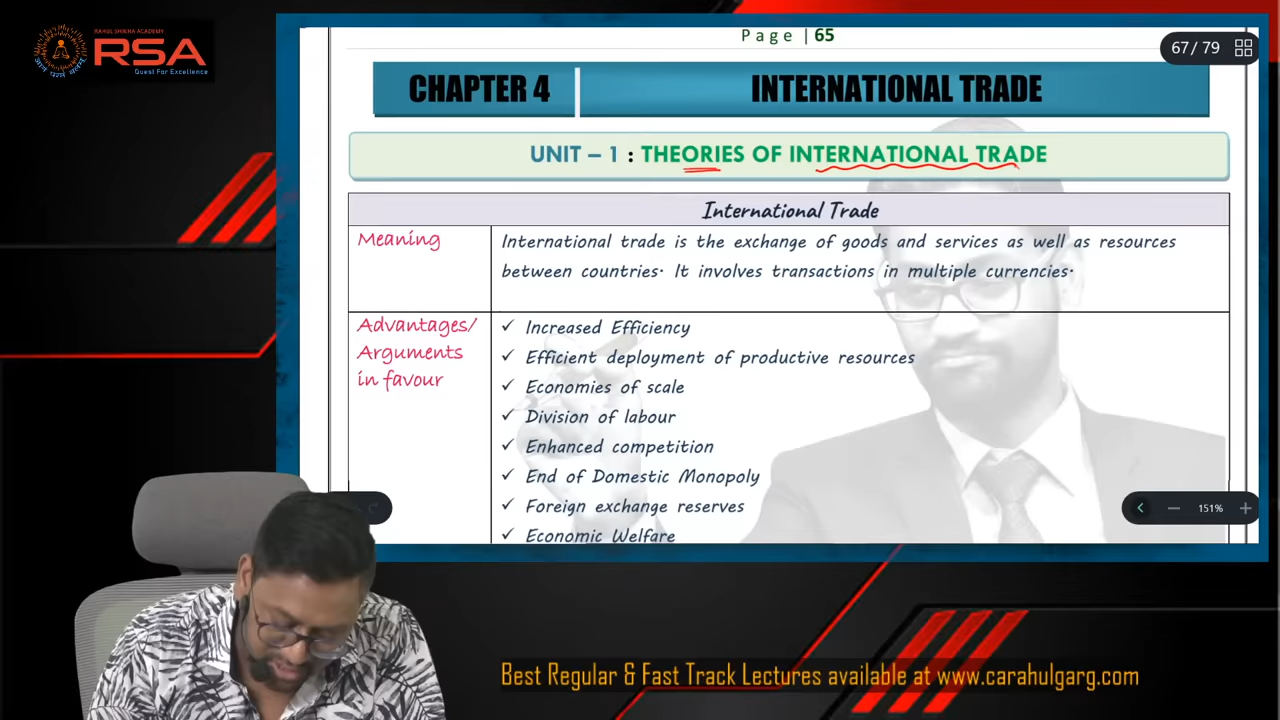 RAHUL SHIKHA ACADEMY
RSA
Quest For Excellence
Page | 65
67 / 79
CHAPTER 4
INTERNATIONAL TRADE
UNIT – 1 : THEORIES OF INTERNATIONAL TRADE
International Trade
Meaning
International trade is the exchange of goods and services as well as resources
between countries. It involves transactions in multiple currencies.
Advantages/
Arguments
in favour
✓ Increased Efficiency
✓ Efficient deployment of productive resources
✓ Economies of scale
✓ Division of labour
✓ Enhanced competition
✓ End of Domestic Monopoly
✓ Foreign exchange reserves
✓ Economic Welfare
151%
Best Regular & Fast Track Lectures available at www.carahulgarg.com